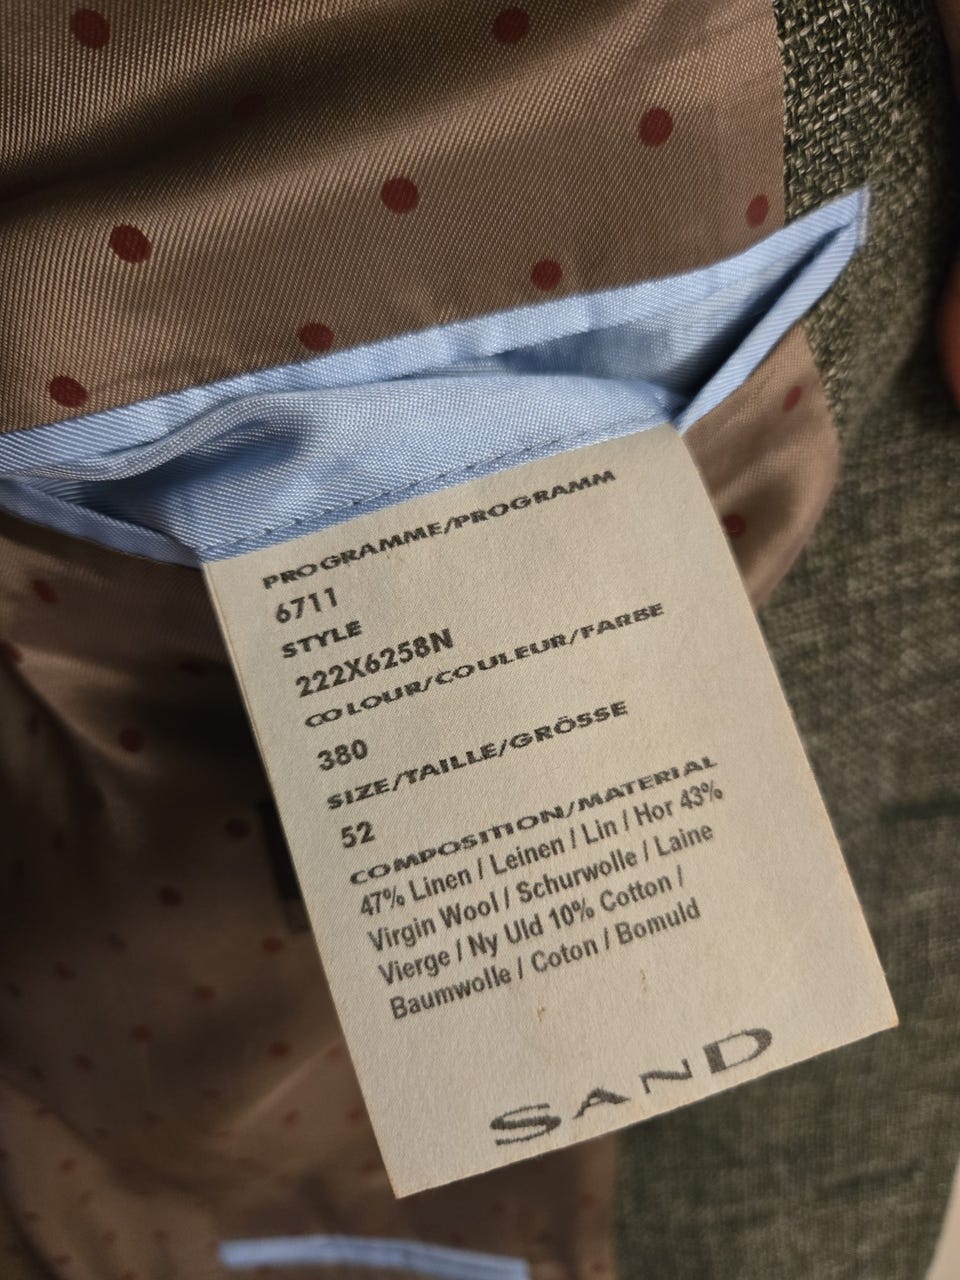 PROGRAMME/PROGRAMM
6711
STYLE
222X6258N
COLOUR/COULEUR/FARBE
380
SIZE/TAILLE/GRÖSSE
52
COMPOSITION/MATERIAL
47% Linen / Leinen / Lin / Hor 43%
Virgin Wool / Schurwolle / Laine
Vierge / Ny Uld 10% Cotton /
Baumwolle / Coton / Bomuld
SAND